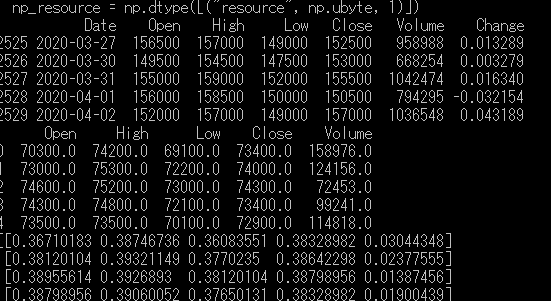 np_resource = np.dtype([("resource", np.ubyte, 1)])
Date Open High Low Close Volume Change
2525 2020-03-27 156500 157000 149000 152500 958988 0.013289
2526 2020-03-30 149500 154500 147500 153000 668254 0.003279
2527 2020-03-31 155000 159000 152000 155500 1042474 0.016340
2528 2020-04-01 156000 158500 150000 150500 794295 -0.032154
2529 2020-04-02 152000 157000 149000 157000 1036548 0.043189
Open High Low Close Volume
0 70300.0 74200.0 69100.0 73400.0 158976.0
1 73000.0 75300.0 72200.0 74000.0 124156.0
2 74600.0 75200.0 73000.0 74300.0 72453.0
3 74300.0 74800.0 72100.0 73400.0 99241.0
4 73500.0 73500.0 70100.0 72900.0 114818.0
[[0.36710183 0.38746736 0.36083551 0.38328982 0.03044348]
[0.38120104 0.39321149 0.3770235 0.38642298 0.02377555]
[0.38955614 0.3926893 0.38120104 0.38798956 0.01387456]
[0.38798956 0.39060052 0.37650131 0.38328982 0.01900439]